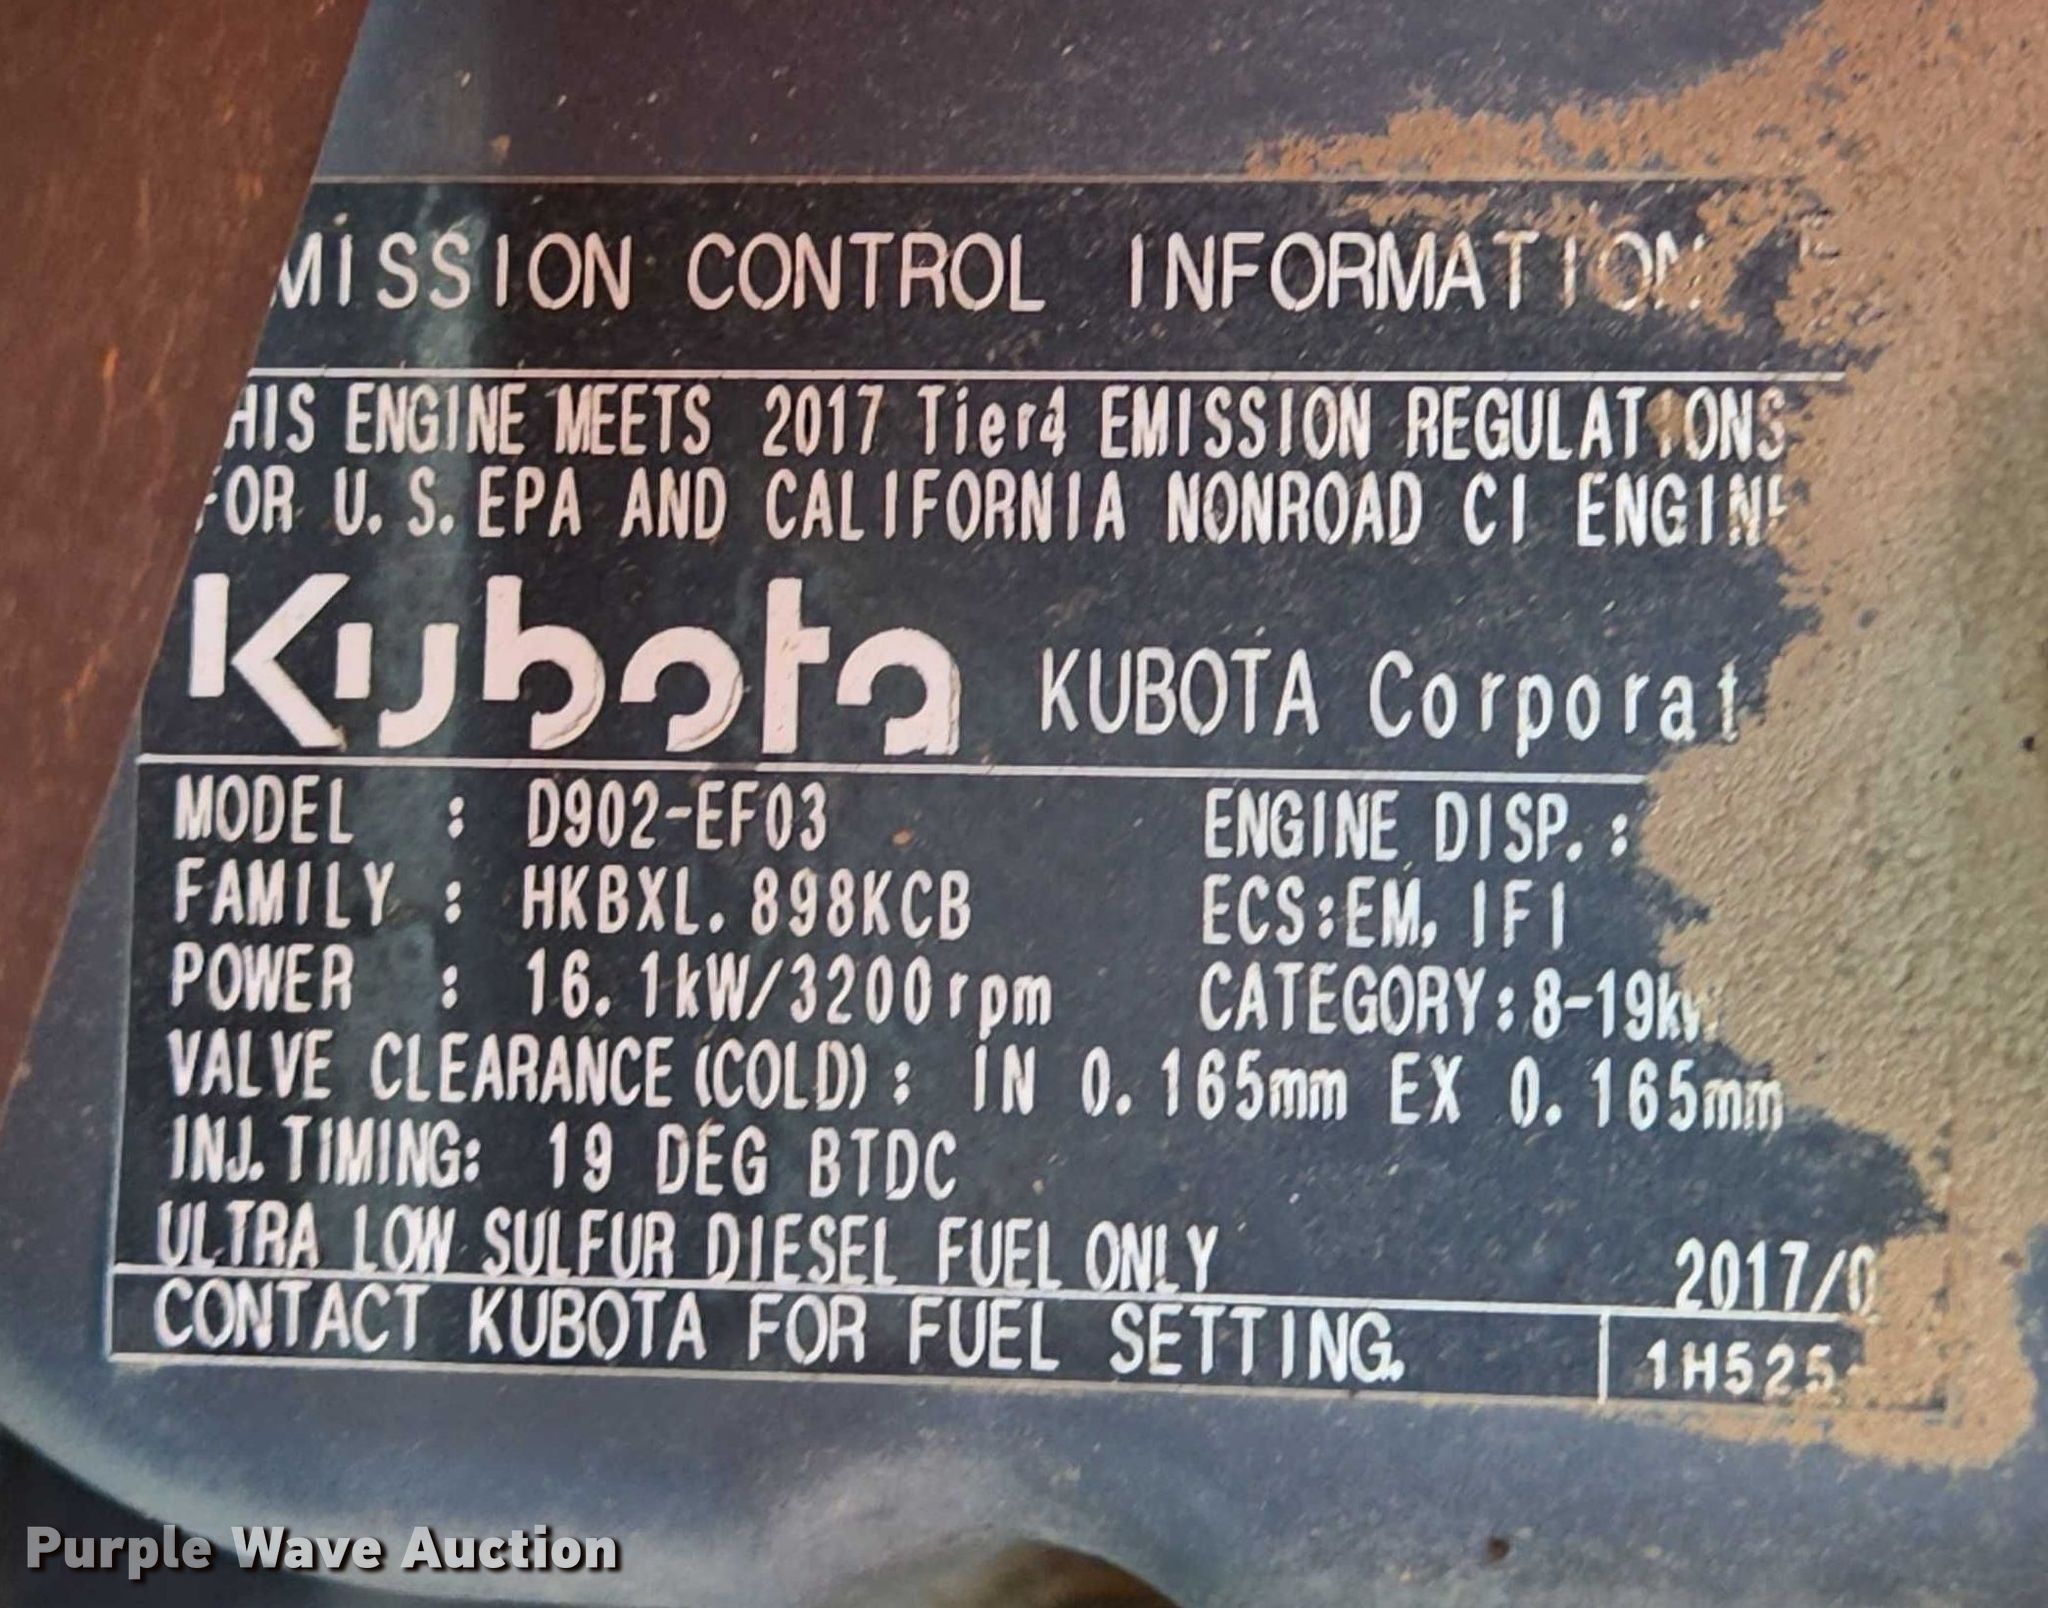 MISSION CONTROL INFORMATION
HIS ENGINE MEETS 2017 Tier4 EMISSION REGULATIONS
FOR U.S. EPA AND CALIFORNIA NONROAD CI ENGINE
Kubota KUBOTA Corporat
MODEL : D902-EF03 ENGINE DISP. :
FAMILY : HKBXL. 898KCB ECS:EM, IFI
POWER : 16.1kW/3200rpm CATEGORY:8-19kW
VALVE CLEARANCE(COLD): IN 0.165mm EX 0.165mm
INJ.TIMING: 19 DEG BTDC
ULTRA LOW SULFUR DIESEL FUEL ONLY 2017/0
CONTACT KUBOTA FOR FUEL SETTING. 1H525
Purple Wave Auction